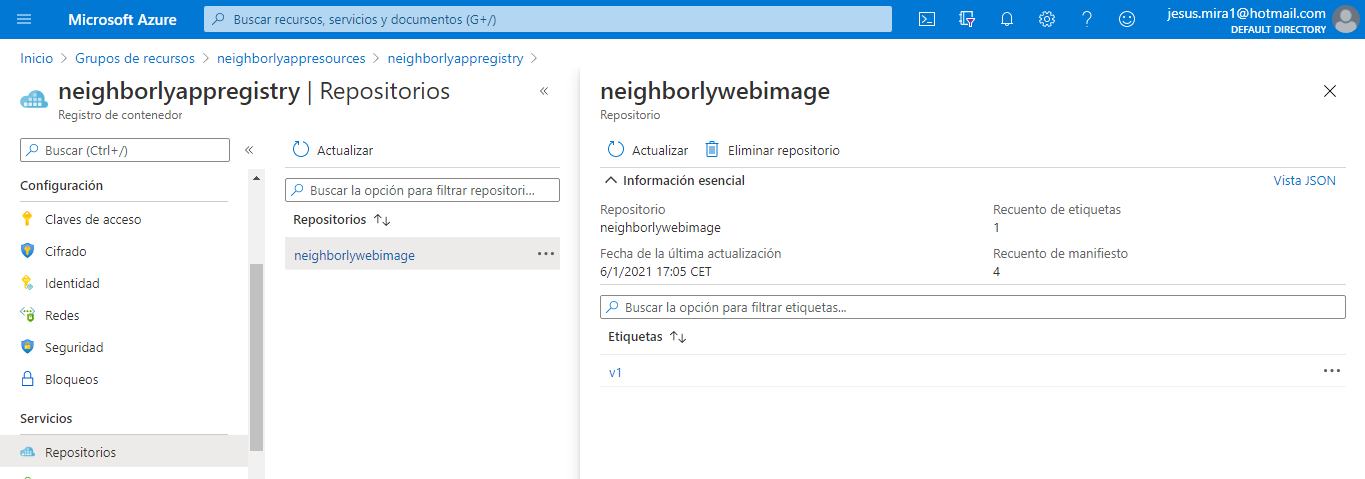 Microsoft Azure
Buscar recursos, servicios y documentos (G+/)
jesus.mira1@hotmail.com
DEFAULT DIRECTORY
Inicio > Grupos de recursos > neighborlyappresources > neighborlyappregistry >
neighborlyappregistry | Repositorios
Registro de contenedor
Buscar (Ctrl+/)
Configuración
Claves de acceso
Cifrado
Identidad
Redes
Seguridad
Bloqueos
Servicios
Repositorios
Actualizar
Buscar la opción para filtrar repositori...
Repositorios
neighborlywebimage
neighborlywebimage
Repositorio
Actualizar
Eliminar repositorio
Información esencial
Vista JSON
Repositorio
neighborlywebimage
Recuento de etiquetas
1
Fecha de la última actualización
6/1/2021 17:05 CET
Recuento de manifiesto
4
Buscar la opción para filtrar etiquetas...
Etiquetas
v1